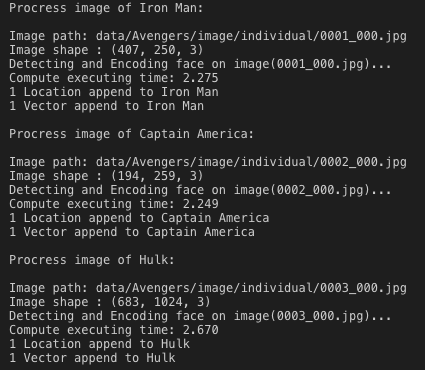 Procress image of Iron Man:
Image path: data/Avengers/image/individual/0001_000.jpg
Image shape : (407, 250, 3)
Detecting and Encoding face on image(0001_000.jpg)...
Compute executing time: 2.275
1 Location append to Iron Man
1 Vector append to Iron Man
Procress image of Captain America:
Image path: data/Avengers/image/individual/0002_000.jpg
Image shape : (194, 259, 3)
Detecting and Encoding face on image(0002_000.jpg)...
Compute executing time: 2.249
1 Location append to Captain America
1 Vector append to Captain America
Procress image of Hulk:
Image path: data/Avengers/image/individual/0003_000.jpg
Image shape : (683, 1024, 3)
Detecting and Encoding face on image(0003_000.jpg)...
Compute executing time: 2.670
1 Location append to Hulk
1 Vector append to Hulk